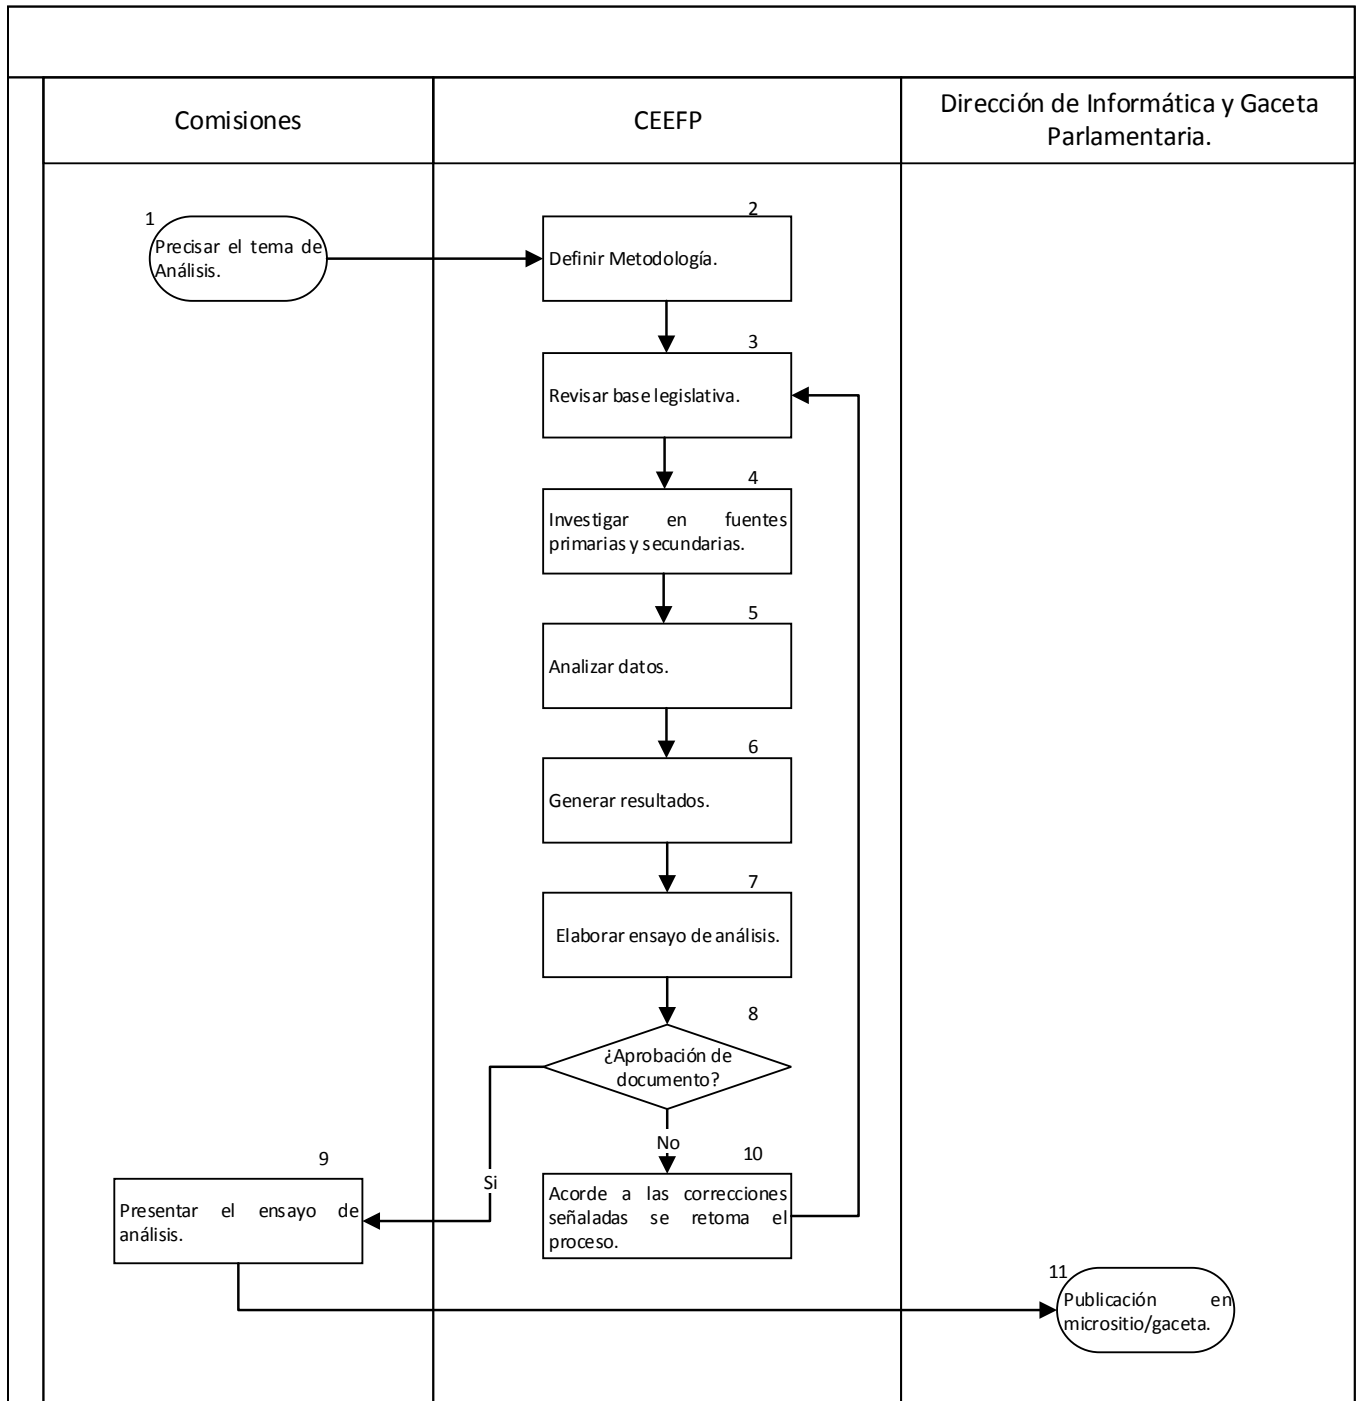 Comisiones
CEEFP
Dirección de Informática y Gaceta
Parlamentaria.
1
Precisar el tema de
Análisis.
2
Definir Metodología.
3
Revisar base legislativa.
4
Investigar en fuentes
primarias y secundarias.
5
Analizar datos.
6
Generar resultados.
7
Elaborar ensayo de análisis.
8
¿Aprobación de
documento?
No
Si
9
Presentar el ensayo de
análisis.
10
Acorde a las correcciones
señaladas se retoma el
proceso.
11
Publicación en
micrositio/gaceta.